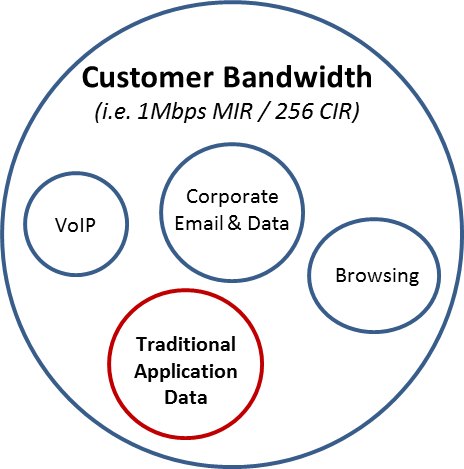 Customer Bandwidth
(i.e. 1Mbps MIR / 256 CIR)
Corporate
Email & Data
VoIP
Browsing
Traditional
Application
Data